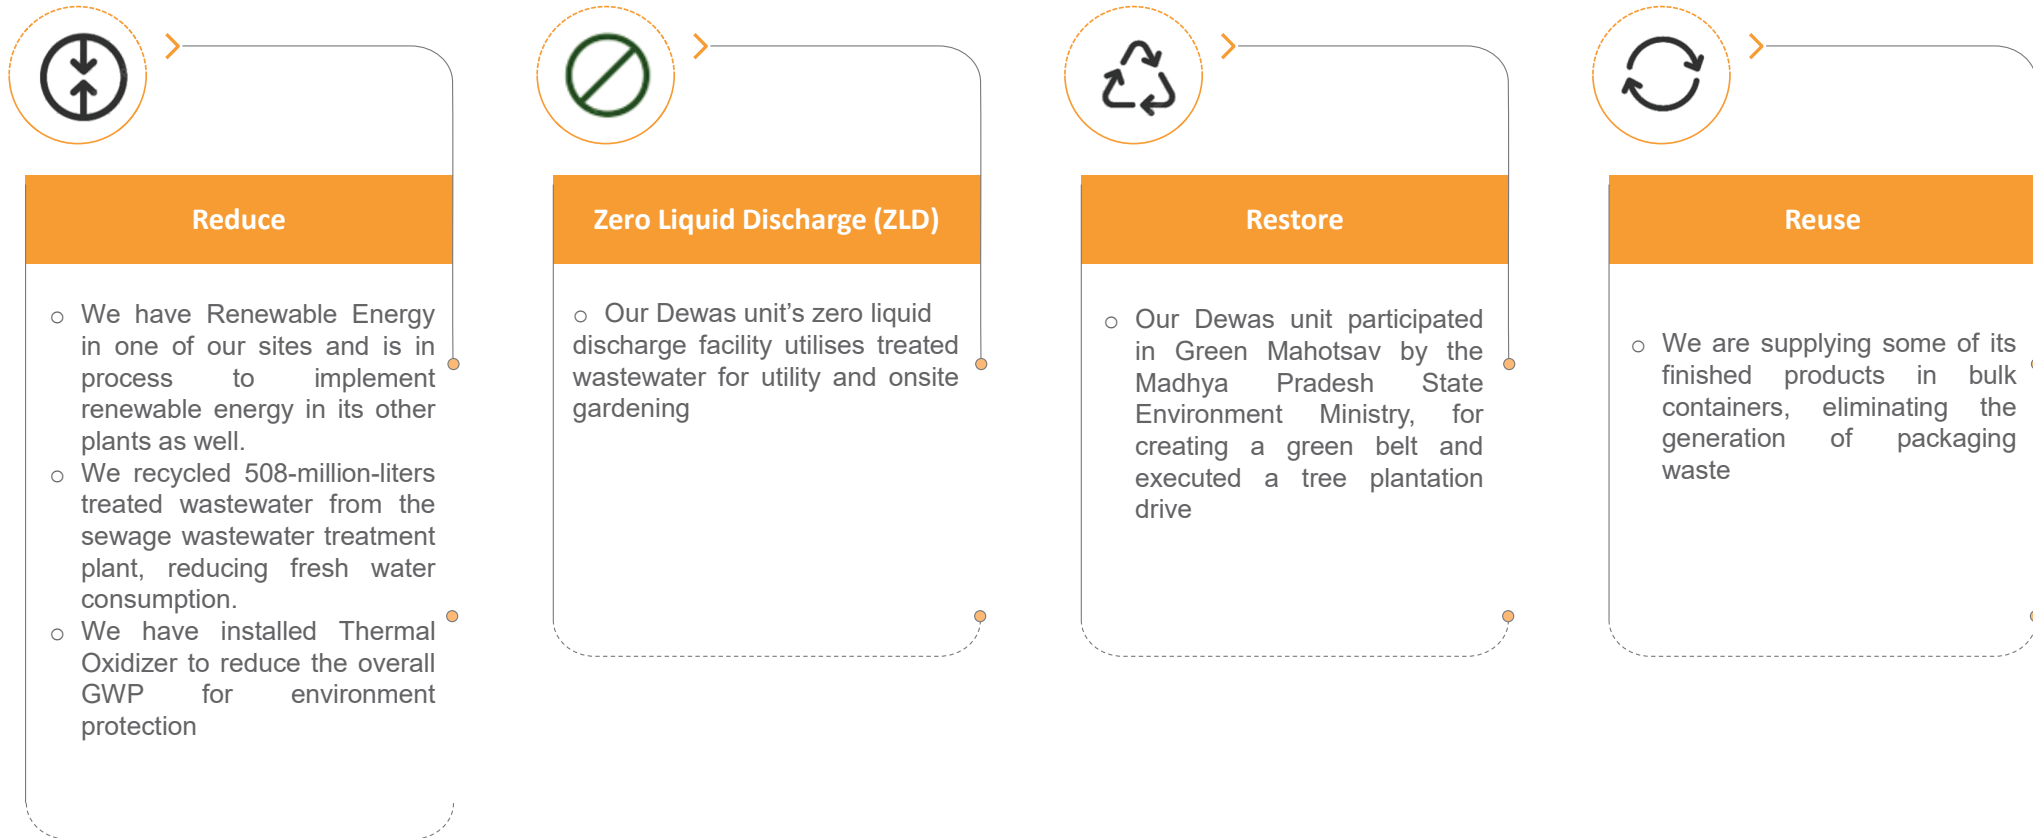 Reduce
○ We have Renewable Energy
in one of our sites and is in
process to implement
renewable energy in its other
plants as well.
○ We recycled 508-million-liters
treated wastewater from the
sewage wastewater treatment
plant, reducing fresh water
consumption.
○ We have installed Thermal
Oxidizer to reduce the overall
GWP for environment
protection
Zero Liquid Discharge (ZLD)
○ Our Dewas unit’s zero liquid
discharge facility utilises treated
wastewater for utility and onsite
gardening
Restore
○ Our Dewas unit participated
in Green Mahotsav by the
Madhya Pradesh State
Environment Ministry, for
creating a green belt and
executed a tree plantation
drive
Reuse
○ We are supplying some of its
finished products in bulk
containers, eliminating the
generation of packaging
waste